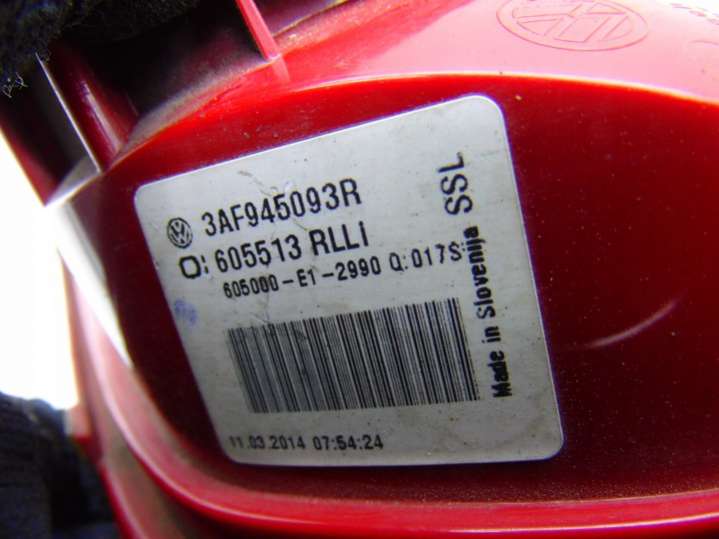 3AF945093R
O: 605513 RLLI
605000-E1-2990 Q:017S
11.03.2014 07:54:24
Made in Slovenija SSL